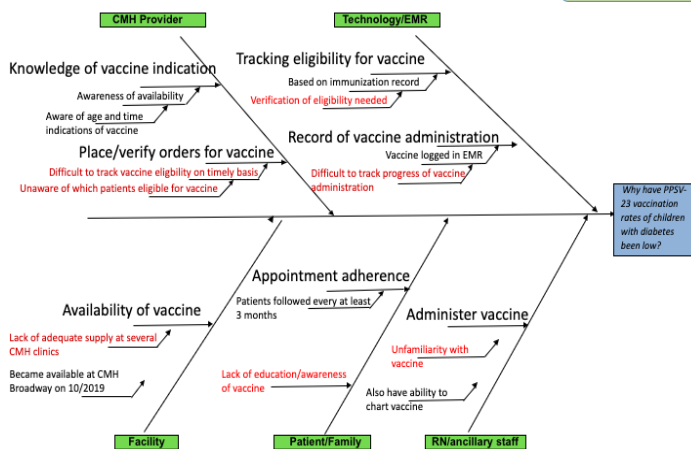 CMH Provider
Technology/EMR
Knowledge of vaccine indication
Awareness of availability
Aware of age and time
indications of vaccine
Place/verify orders for vaccine
Difficult to track vaccine eligbility on timely basis
Unaware of which patients eligible for vaccine
Tracking eligibility for vaccine
Based on immunization record
Verification of eligibility needed
Record of vaccine administration
Vaccine logged in EMR
Difficult to track progress of vaccine
administration
Why have PPSV-
23 vaccination
rates of children
with diabetes
been low?
Availability of vaccine
Lack of adequate supply at several
CMH clinics
Became available at CMH
Broadway on 10/2019
Appointment adherence
Patients followed every at least
3 months
Lack of education/awareness
of vaccine
Administer vaccine
Unfamiliarity with
vaccine
Also have ability to
chart vaccine
Facility
Patient/Family
RN/ancillary staff